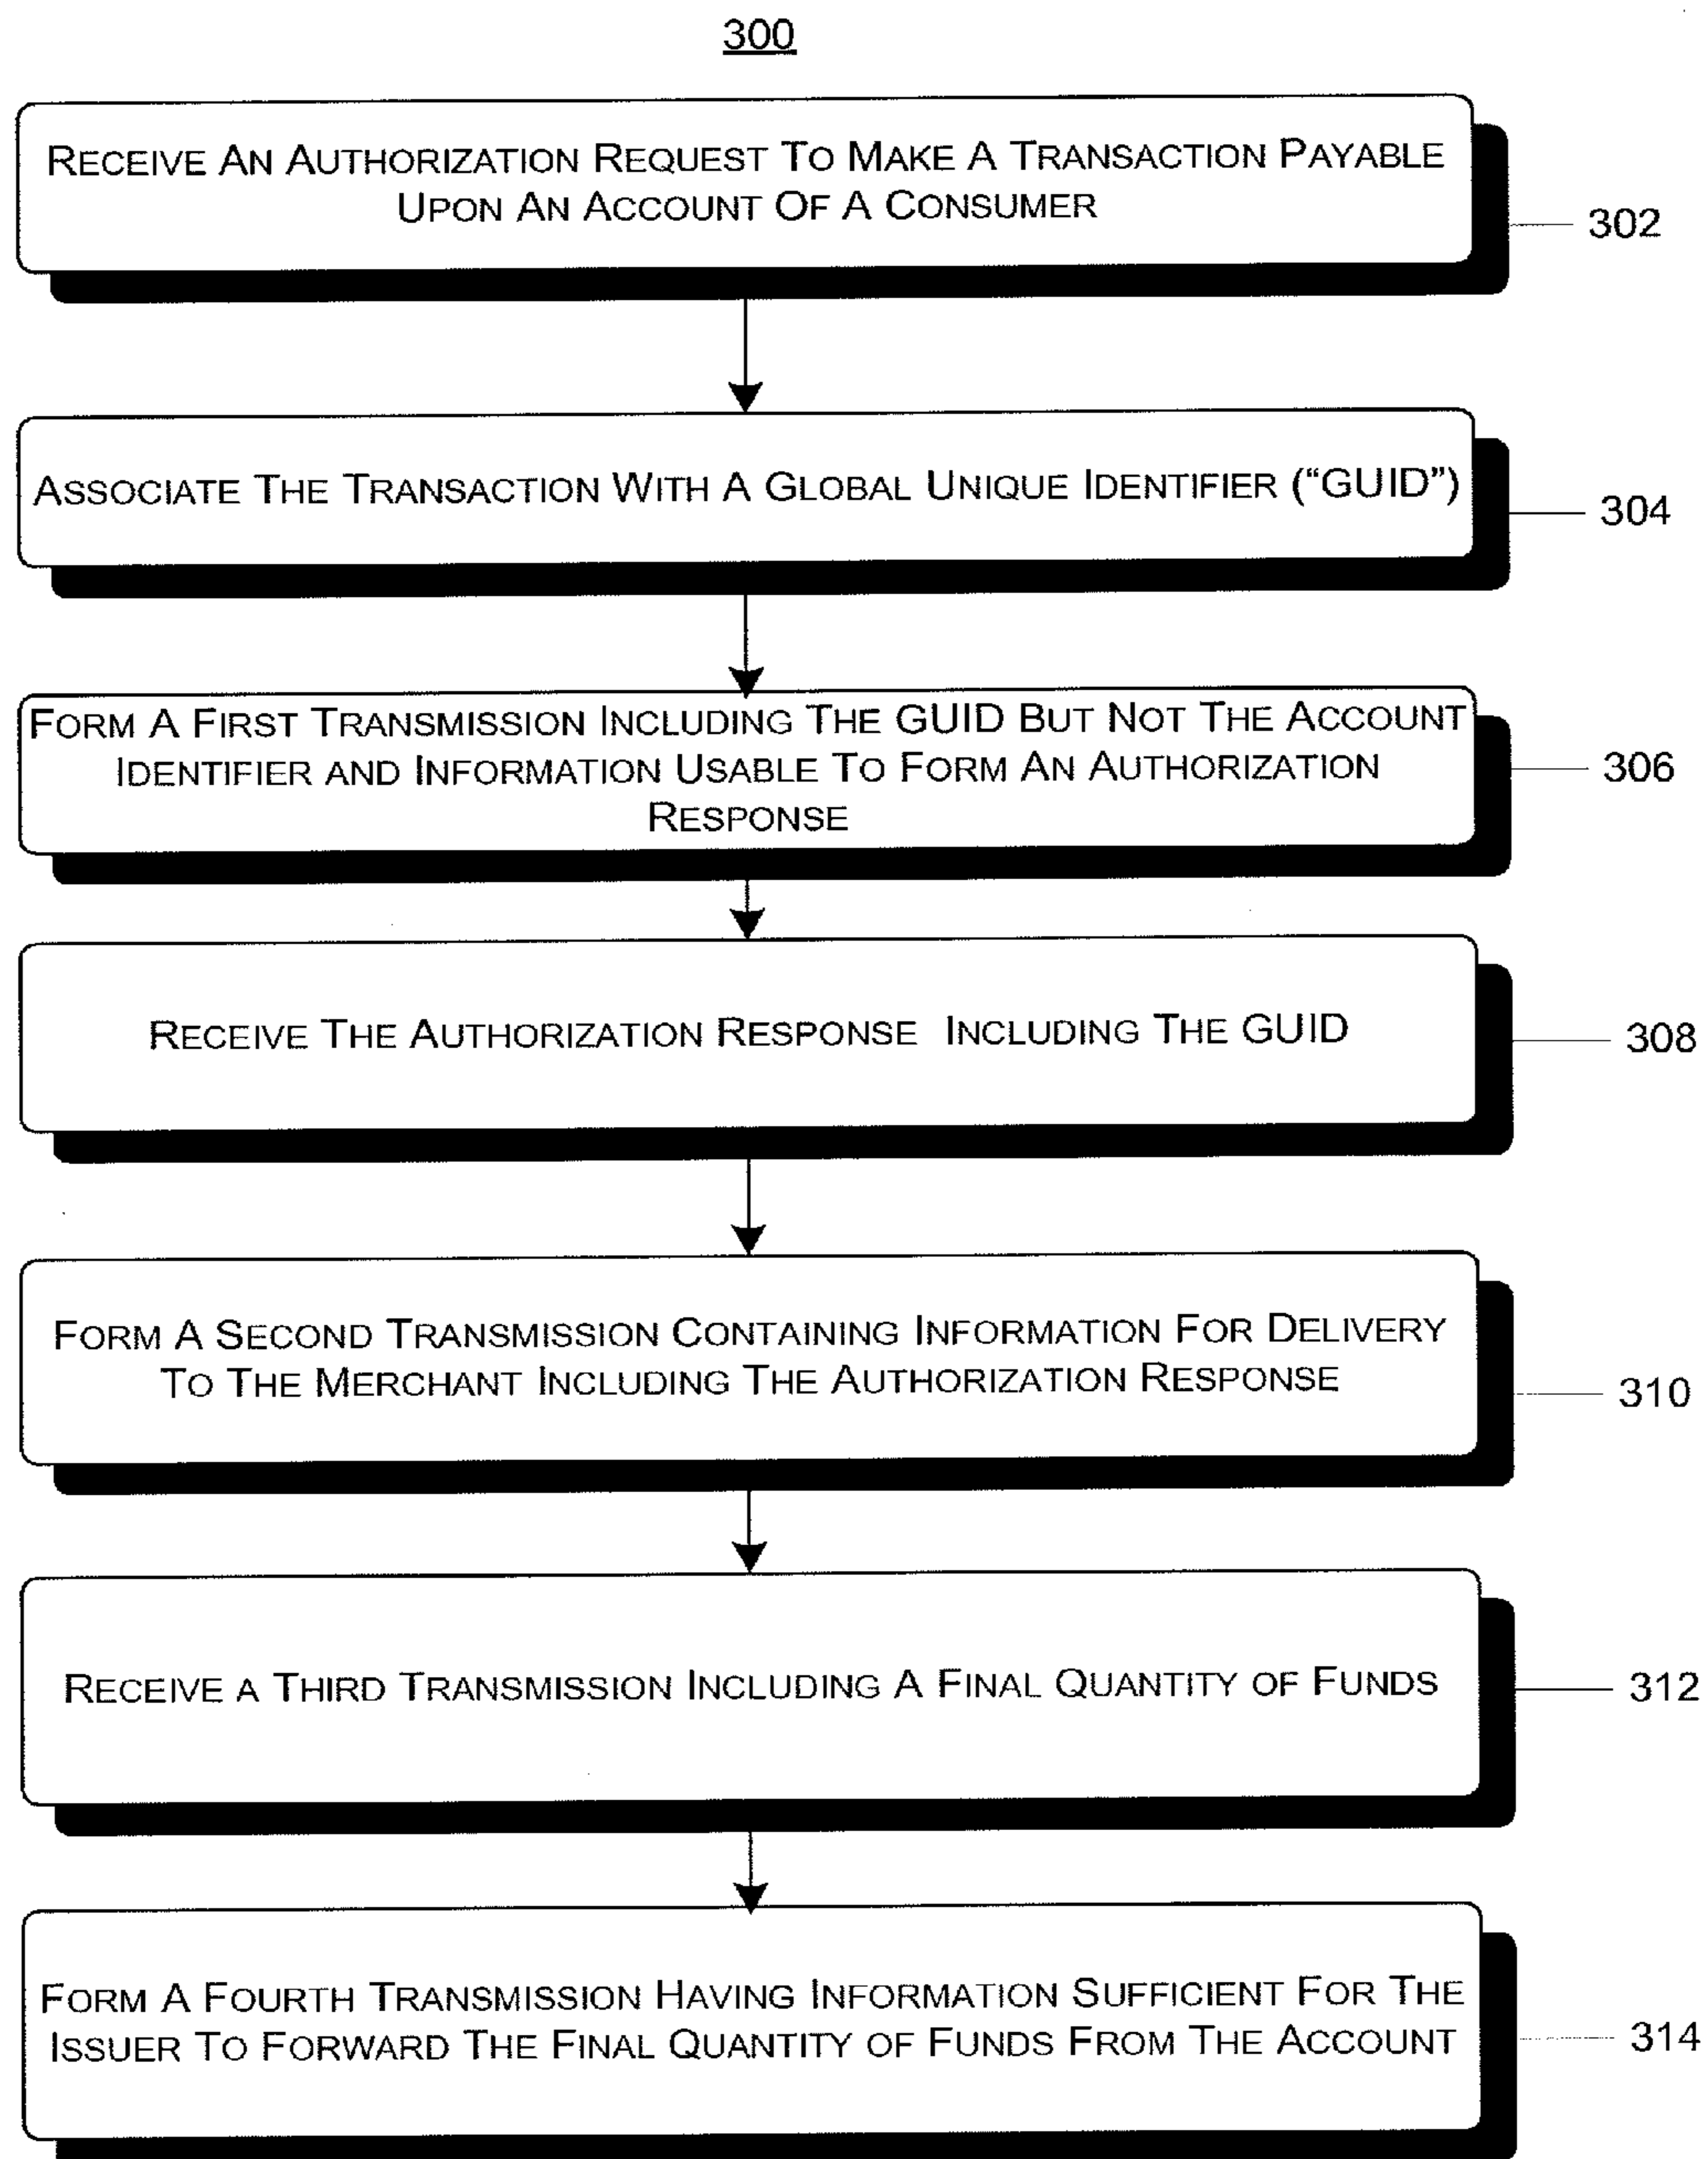 300
RECEIVE AN AUTHORIZATION REQUEST TO MAKE A TRANSACTION PAYABLE
UPON AN ACCOUNT OF A CONSUMER
302
ASSOCIATE THE TRANSACTION WITH A GLOBAL UNIQUE IDENTIFIER (“GUID”)
304
FORM A FIRST TRANSMISSION INCLUDING THE GUID BUT NOT THE ACCOUNT
IDENTIFIER AND INFORMATION USABLE TO FORM AN AUTHORIZATION
RESPONSE
306
RECEIVE THE AUTHORIZATION RESPONSE INCLUDING THE GUID
308
FORM A SECOND TRANSMISSION CONTAINING INFORMATION FOR DELIVERY
TO THE MERCHANT INCLUDING THE AUTHORIZATION RESPONSE
310
RECEIVE A THIRD TRANSMISSION INCLUDING A FINAL QUANTITY OF FUNDS
312
FORM A FOURTH TRANSMISSION HAVING INFORMATION SUFFICIENT FOR THE
ISSUER TO FORWARD THE FINAL QUANTITY OF FUNDS FROM THE ACCOUNT
314